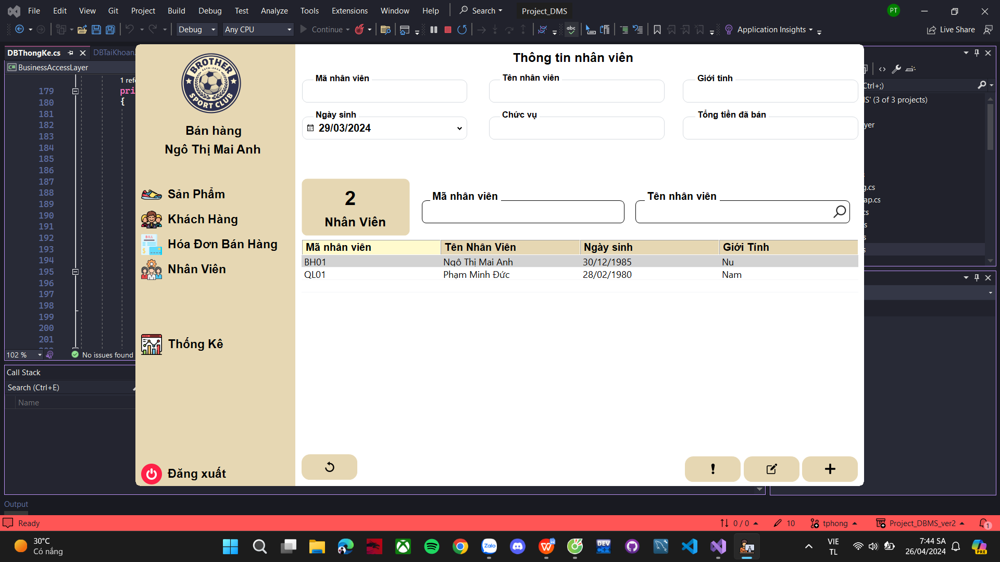 File Edit View Git Project Build Debug Test Analyze Tools Extensions Window Help Search Project_DMS PT
Debug Any CPU Continue abc Application Insights Live Share
DBThongKe.cs DBTaiKhoan.
C# BusinessAccessLayer
1 refe
179 pri
180 {
181
182
183
184
185
186
187
188
189
190
191
192
193
194
195
196
197
198
199
200
201
102 % No issues found
Call Stack
Search (Ctrl+E)
Name
Output
BROTHER
ESTD-2024
SPORT CLUB
Bán hàng
Ngô Thị Mai Anh
Sản Phẩm
Khách Hàng
BILL
Hóa Đơn Bán Hàng
Nhân Viên
Thống Kê
Đăng xuất
Thông tin nhân viên
Mã nhân viên Tên nhân viên Giới tính
Ngày sinh Chức vụ Tổng tiền đã bán
29/03/2024
2
Nhân Viên
Mã nhân viên Tên nhân viên
Mã nhân viên Tên Nhân Viên Ngày sinh Giới Tính
BH01 Ngô Thị Mai Anh 30/12/1985 Nu
QL01 Phạm Minh Đức 28/02/1980 Nam
Ctrl+;)
IS' (3 of 3 projects)
yer
g.cs
ap.cs
cs
s
s
s
Ready 0 / 0 10 tphong Project_DBMS_ver2 1
30°C
Có nắng
Zalo
DEV
PRE
VIE
TL
7:44 SA
26/04/2024